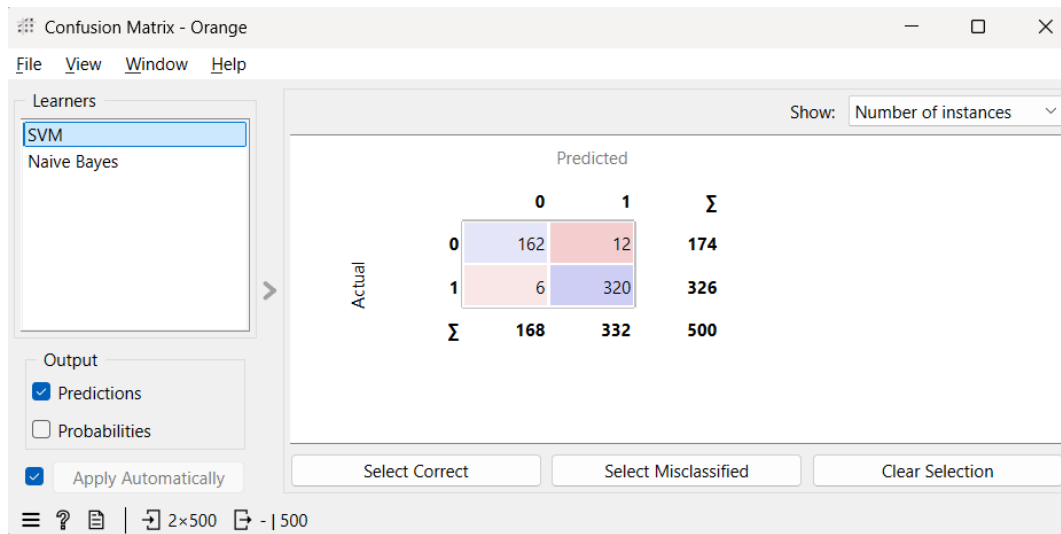 Confusion Matrix - Orange
File View Window Help
Learners
SVM
Naive Bayes
Output
Predictions
Probabilities
Apply Automatically
Show: Number of instances
Predicted
0 1 Σ
Actual
0 162 12 174
1 6 320 326
Σ 168 332 500
Select Correct Select Misclassified Clear Selection
? 2×500 - | 500